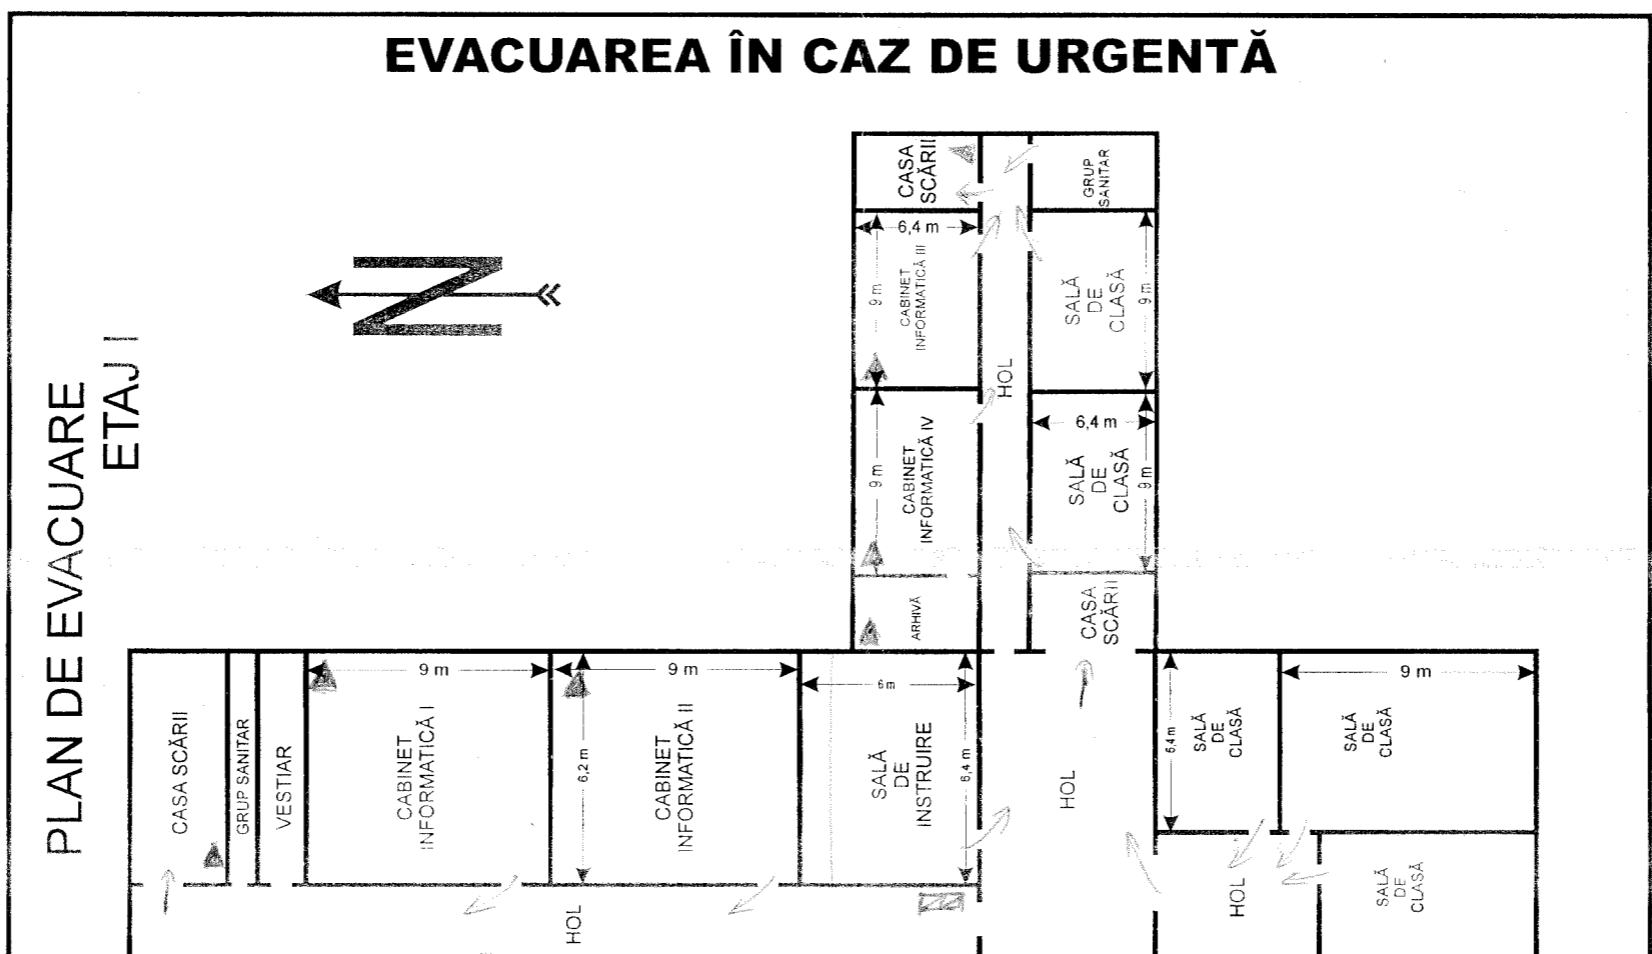 EVACUAREA ÎN CAZ DE URGENTĂ
PLAN DE EVACUARE
ETAJ I
N
CASA
SCĂRII
GRUP
SANITAR
6,4 m
9 m
CABINET
INFORMATICĂ III
SALĂ
DE
CLASĂ
9 m
HOL
9 m
CABINET
INFORMATICĂ IV
6,4 m
SALĂ
DE
CLASĂ
9 m
ARHIVĂ
CASA
SCĂRII
CASA SCĂRII
GRUP SANITAR
VESTIAR
9 m
CABINET
INFORMATICĂ I
9 m
6,2 m
CABINET
INFORMATICĂ II
6m
SALĂ
DE
INSTRUIRE
6,4 m
HOL
6,4m
SALĂ
DE
CLASĂ
9 m
SALĂ
DE
CLASĂ
HOL
HOL
SALĂ
DE
CLASĂ